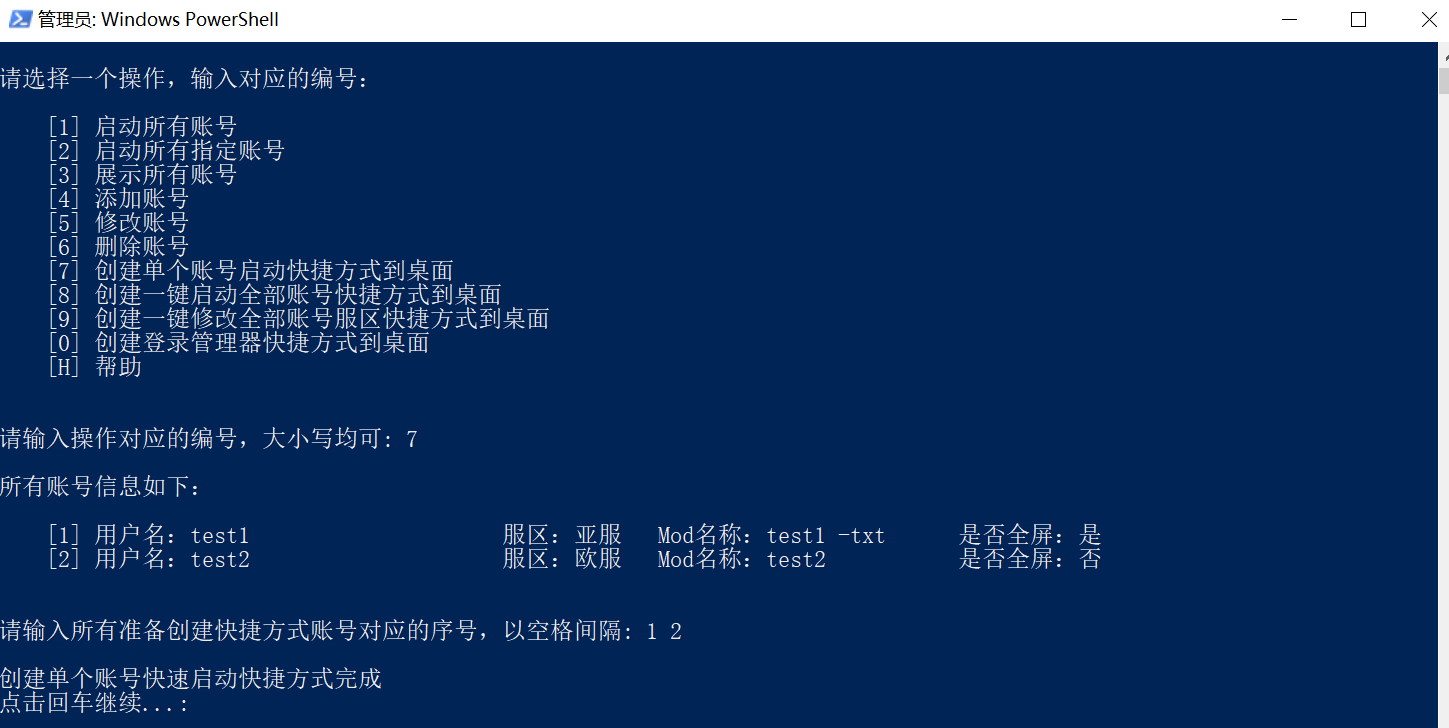 管理员: Windows PowerShell
请选择一个操作，输入对应的编号：
[1] 启动所有账号
[2] 启动所有指定账号
[3] 展示所有账号
[4] 添加账号
[5] 修改账号
[6] 删除账号
[7] 创建单个账号启动快捷方式到桌面
[8] 创建一键启动全部账号快捷方式到桌面
[9] 创建一键修改全部账号服区快捷方式到桌面
[0] 创建登录管理器快捷方式到桌面
[H] 帮助
请输入操作对应的编号，大小写均可: 7
所有账号信息如下：
[1] 用户名：test1 服区：亚服 Mod名称：test1 -txt 是否全屏：是
[2] 用户名：test2 服区：欧服 Mod名称：test2 是否全屏：否
请输入所有准备创建快捷方式账号对应的序号，以空格间隔: 1 2
创建单个账号快速启动快捷方式完成
点击回车继续...: